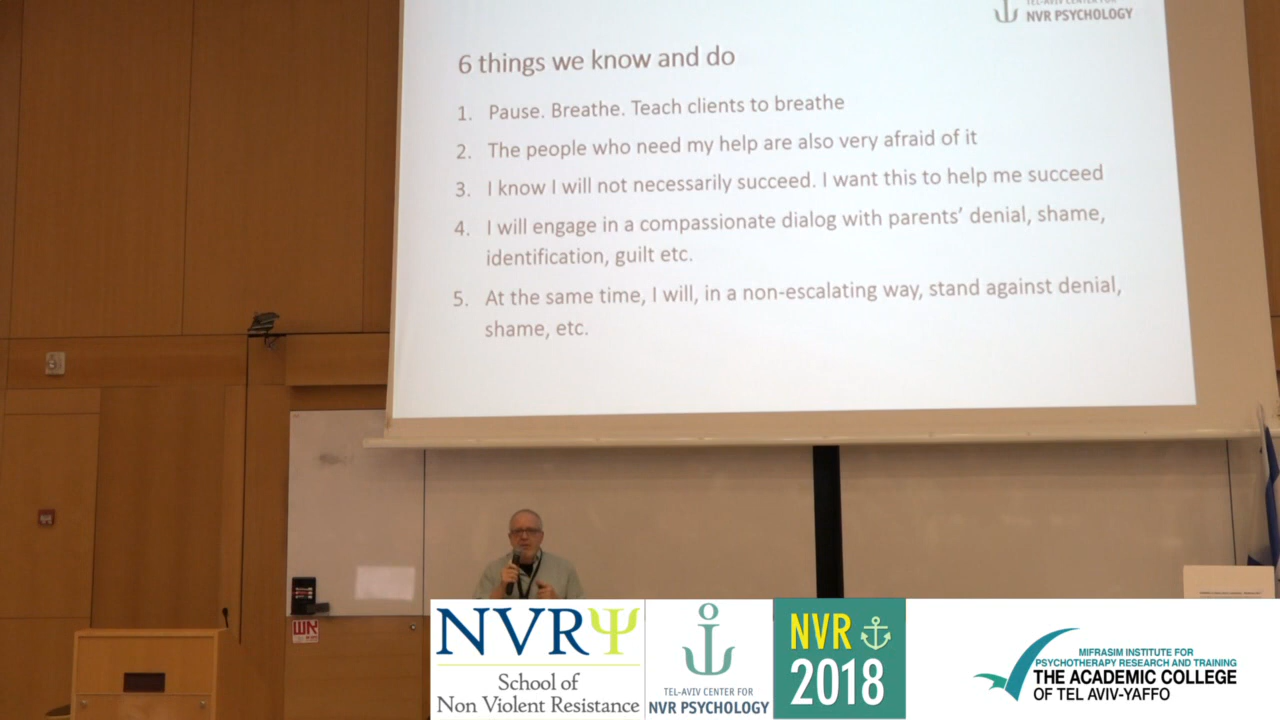 TEL-AVIV CENTER FOR
NVR PSYCHOLOGY
6 things we know and do
1. Pause. Breathe. Teach clients to breathe
2. The people who need my help are also very afraid of it
3. I know I will not necessarily succeed. I want this to help me succeed
4. I will engage in a compassionate dialog with parents’ denial, shame,
identification, guilt etc.
5. At the same time, I will, in a non-escalating way, stand against denial,
shame, etc.
אש
NVRΨ
School of
Non Violent Resistance
TEL-AVIV CENTER FOR
NVR PSYCHOLOGY
NVR
2018
MIFRASIM INSTITUTE FOR
PSYCHOTHERAPY RESEARCH AND TRAINING
THE ACADEMIC COLLEGE
OF TEL AVIV-YAFFO